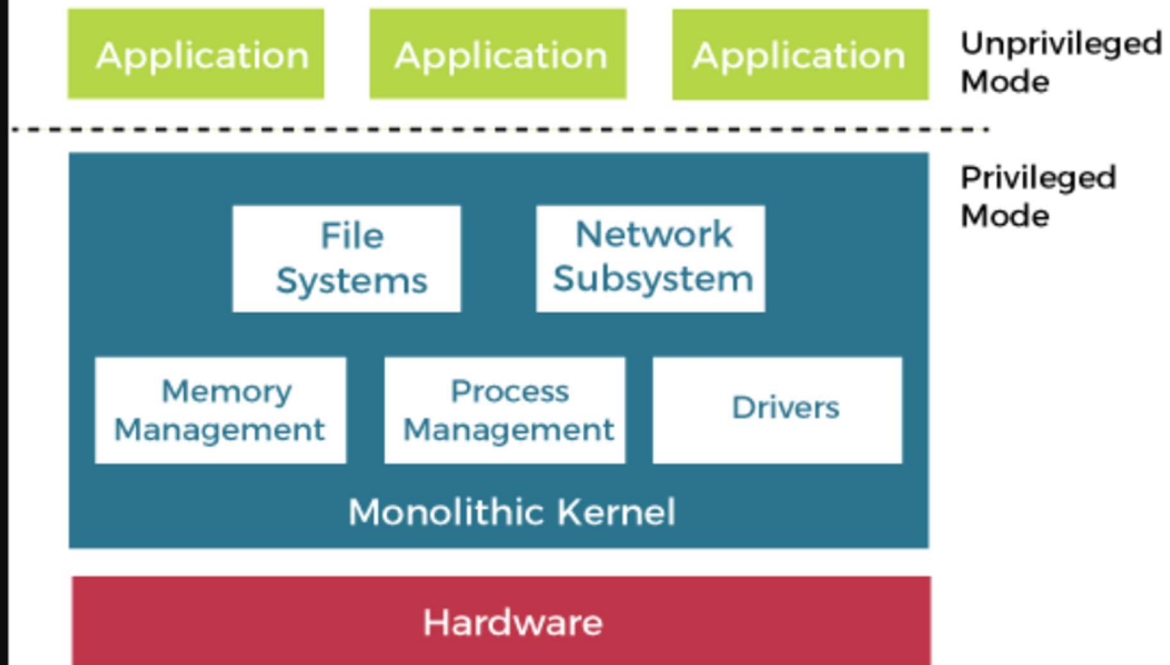 Application Application Application
Unprivileged
Mode
Privileged
Mode
File
Systems
Network
Subsystem
Memory
Management
Process
Management
Drivers
Monolithic Kernel
Hardware